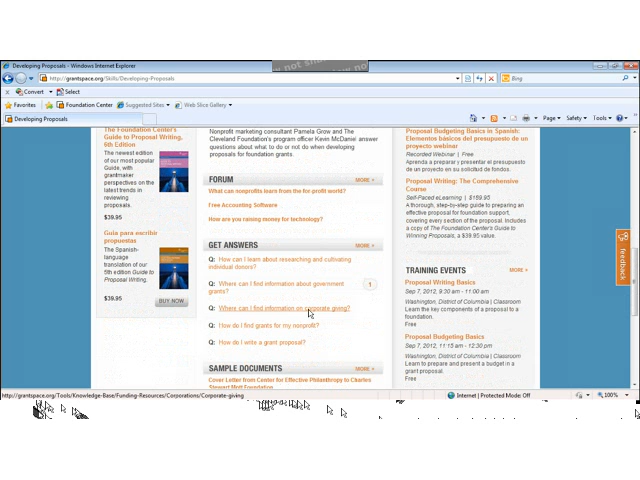 Developing Proposals - Windows Internet Explorer
http://grantspace.org/Skills/Developing-Proposals
Bing
Convert
Select
Favorites
Foundation Center
Suggested Sites
Web Slice Gallery
Developing Proposals
Page
Safety
Tools
The Foundation Center's
Guide to Proposal Writing,
6th Edition
The newest edition
of our most popular
Guide, with
grantmaker
perspectives on the
latest trends in
reviewing
proposals.
$39.95
Guía para escribir
propuestas
The Spanish-
language
translation of our
5th edition Guide to
Proposal Writing.
$39.95
BUY NOW
Nonprofit marketing consultant Pamela Grow and The
Cleveland Foundation's program officer Kevin McDaniel answer
questions about what to do or not do when developing
proposals for foundation grants.
FORUM
MORE »
What can nonprofits learn from the for-profit world?
Free Accounting Software
How are you raising money for technology?
GET ANSWERS
MORE »
Q: How can I learn about researching and cultivating
individual donors?
Q: Where can I find information about government
grants?
1
Q: Where can I find information on corporate giving?
Q: How do I find grants for my nonprofit?
Q: How do I write a grant proposal?
SAMPLE DOCUMENTS
MORE »
Cover Letter from Center for Effective Philanthropy to Charles
Stewart Mott Foundation
Proposal Budgeting Basics in Spanish:
Elementos básicos del presupuesto de un
proyecto webinar
Recorded Webinar | Free
Aprenda a preparar y presentar el presupuesto
de un proyecto en su solicitud de fondos.
Proposal Writing: The Comprehensive
Course
Self-Paced eLearning | $159.95
A thorough, step-by-step guide to preparing an
effective proposal for foundation support,
covering every section of the proposal. Includes
a copy of The Foundation Center's Guide to
Winning Proposals, a $39.95 value.
TRAINING EVENTS
MORE »
Proposal Writing Basics
Sep 7, 2012, 9:30 am - 11:00 am
Washington, District of Columbia | Classroom
Learn the key components of a proposal to a
foundation.
Free
Proposal Budgeting Basics
Sep 7, 2012, 11:15 am - 12:30 pm
Washington, District of Columbia | Classroom
Learn to prepare and present a budget in a
grant proposal.
Free
feedback
http://grantspace.org/Tools/Knowledge-Base/Funding-Resources/Corporations/Corporate-giving
Internet | Protected Mode: Off
100%